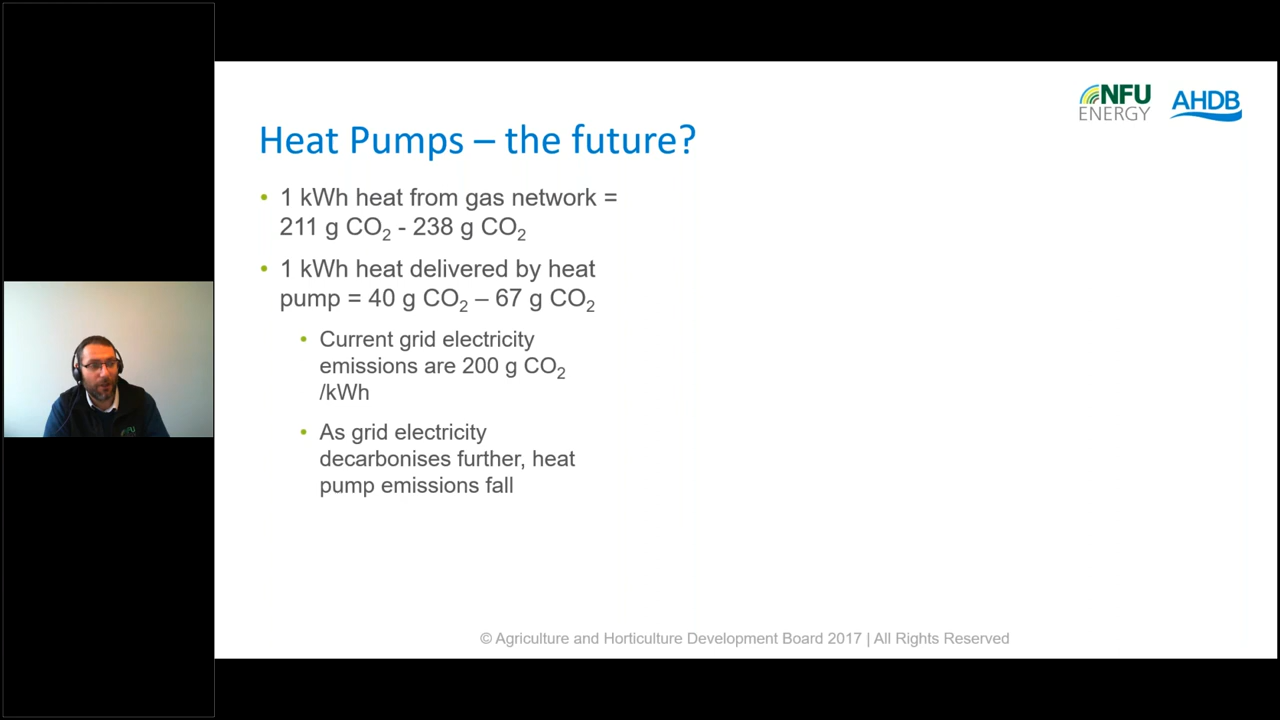 NFU
ENERGY
AHDB
Heat Pumps – the future?
• 1 kWh heat from gas network =
211 g CO₂ - 238 g CO₂
• 1 kWh heat delivered by heat
pump = 40 g CO₂ – 67 g CO₂
• Current grid electricity
emissions are 200 g CO₂
/kWh
• As grid electricity
decarbonises further, heat
pump emissions fall
© Agriculture and Horticulture Development Board 2017 | All Rights Reserved
NFU